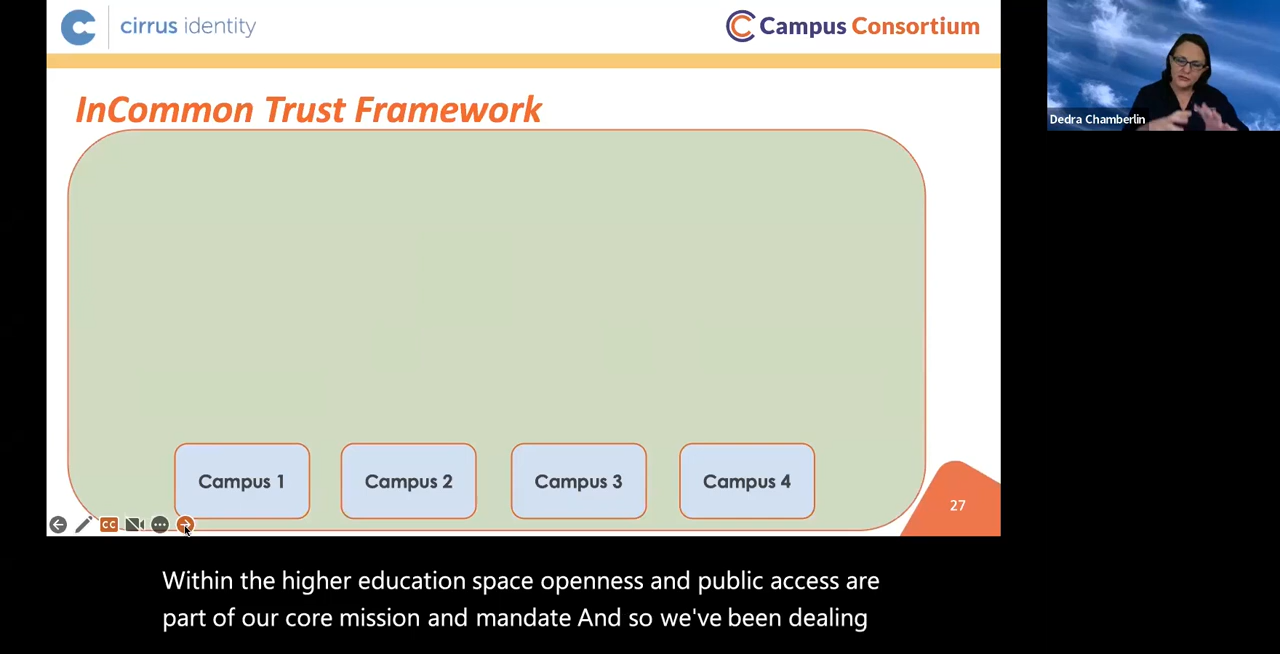 cirrus identity
Campus Consortium
Dedra Chamberlin
InCommon Trust Framework
Campus 1
Campus 2
Campus 3
Campus 4
CC
27
Within the higher education space openness and public access are
part of our core mission and mandate And so we've been dealing